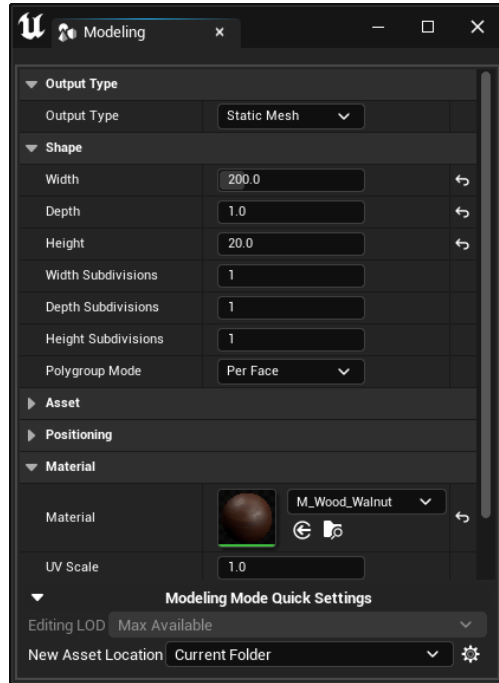 Modeling
Output Type
Output Type Static Mesh
Shape
Width 200.0
Depth 1.0
Height 20.0
Width Subdivisions 1
Depth Subdivisions 1
Height Subdivisions 1
Polygroup Mode Per Face
Asset
Positioning
Material
Material M_Wood_Walnut
UV Scale 1.0
Modeling Mode Quick Settings
Editing LOD Max Available
New Asset Location Current Folder